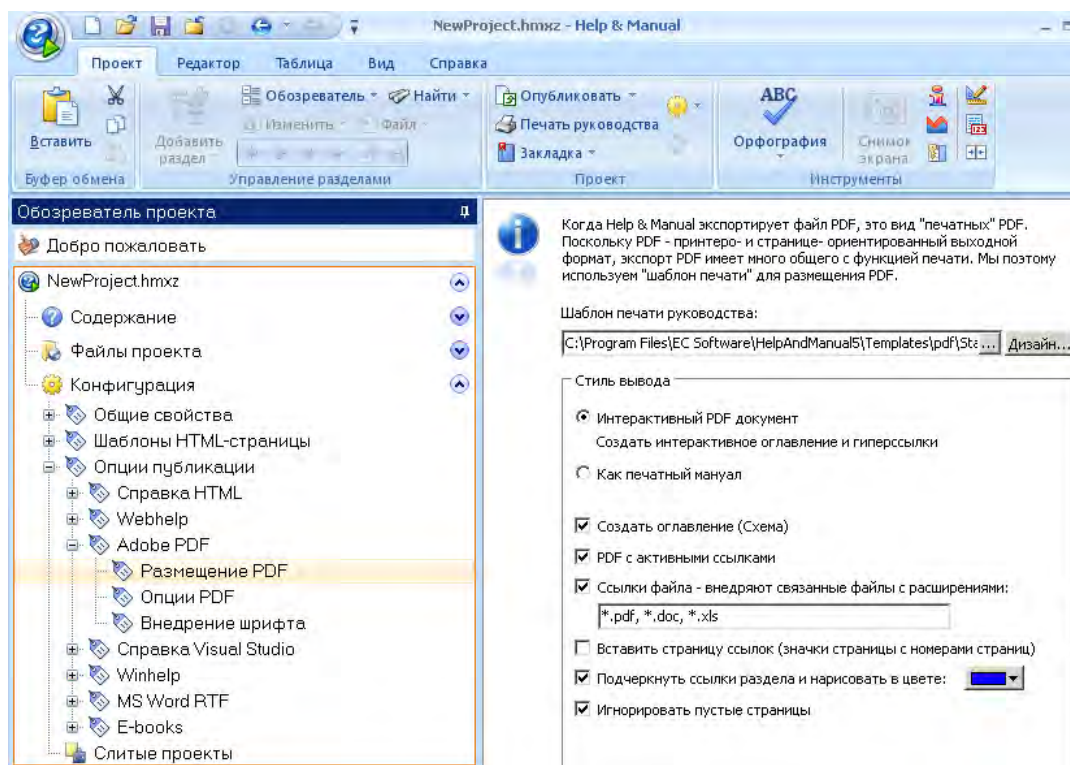 NewProject.hmxz - Help & Manual
Проект Редактор Таблица Вид Справка
Вставить
Буфер обмена
Добавить раздел
Обозреватель
Найти
Изменить
Файл
Управление разделами
Опубликовать
Печать руководства
Закладка
Проект
ABC
Орфография
Снимок экрана
123
Инструменты
Обозреватель проекта
Добро пожаловать
NewProject.hmxz
Содержание
Файлы проекта
Конфигурация
Общие свойства
Шаблоны HTML-страницы
Опции публикации
Справка HTML
Webhelp
Adobe PDF
Размещение PDF
Опции PDF
Внедрение шрифта
Справка Visual Studio
Winhelp
MS Word RTF
E-books
Слитые проекты
Когда Help & Manual экспортирует файл PDF, это вид "печатных" PDF.
Поскольку PDF - принтеро- и странице- ориентированный выходной
формат, экспорт PDF имеет много общего с функцией печати. Мы поэтому
используем "шаблон печати" для размещения PDF.
Шаблон печати руководства:
C:\Program Files\EC Software\HelpAndManual5\Templates\pdf\Sta ... Дизайн...
Стиль вывода
Интерактивный PDF документ
Создать интерактивное оглавление и гиперссылки
Как печатный мануал
Создать оглавление (Схема)
PDF с активными ссылками
Ссылки файла - внедряют связанные файлы с расширениями:
*.pdf, *.doc, *.xls
Вставить страницу ссылок (значки страницы с номерами страниц)
Подчеркнуть ссылки раздела и нарисовать в цвете:
Игнорировать пустые страницы